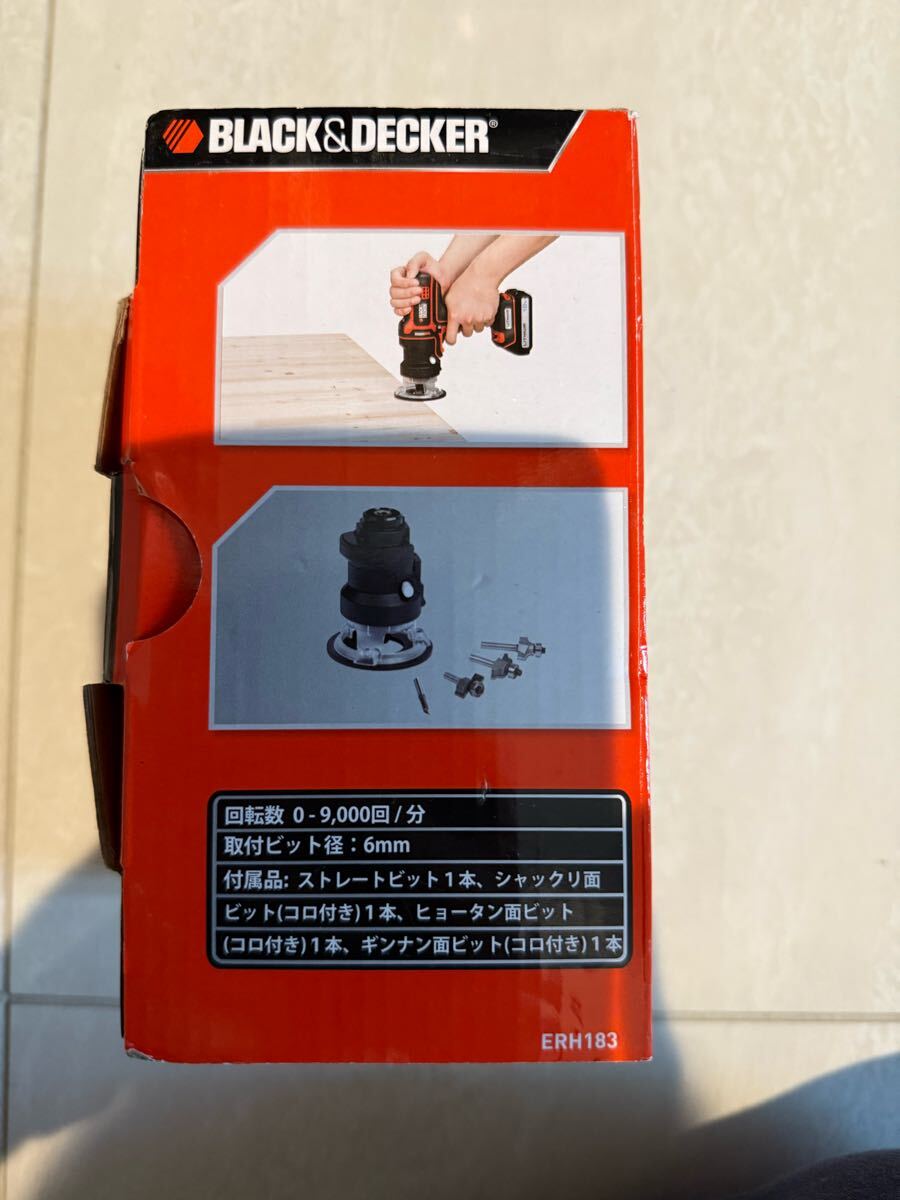 BLACK&DECKER®
回転数 0 - 9,000回 / 分
取付ビット径：6mm
付属品: ストレートビット1本、シャックリ面
ビット(コロ付き)1本、ヒョータン面ビット
(コロ付き)1本、ギンナン面ビット(コロ付き)1本
ERH183